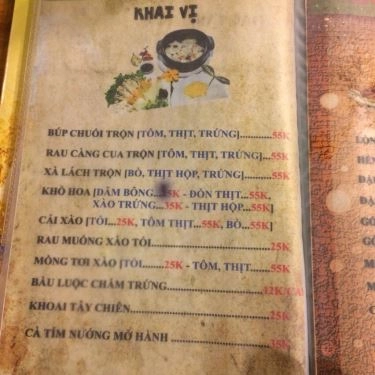 KHAI VỊ
BÚP CHUỐI TRỘN [TÔM, THỊT, TRỨNG]............55K
RAU CÀNG CUA TRỘN [TÔM, THỊT, TRỨNG]......55K
XÀ LÁCH TRỘN [BÒ, THỊT HỘP, TRỨNG]............55K
KHỔ HOA [DĂM BÔNG... - ĐÒN THỊT...55K,
XÀO TRỨNG...35K - THỊT HỘP...55K]
CẢI XÀO [TỎI...25K, TÔM THỊT...55K, BÒ...55K]
RAU MUỐNG XÀO TỎI.......................................25K
MỒNG TƠI XÀO [TỎI........25K - TÔM, THỊT.......55K
BẦU LUỘC CHẤM TRỨNG ...........................12K/CÁI
KHOAI TÂY CHIÊN.............................................25K
CÀ TÍM NƯỚNG MỠ HÀNH ............................35K